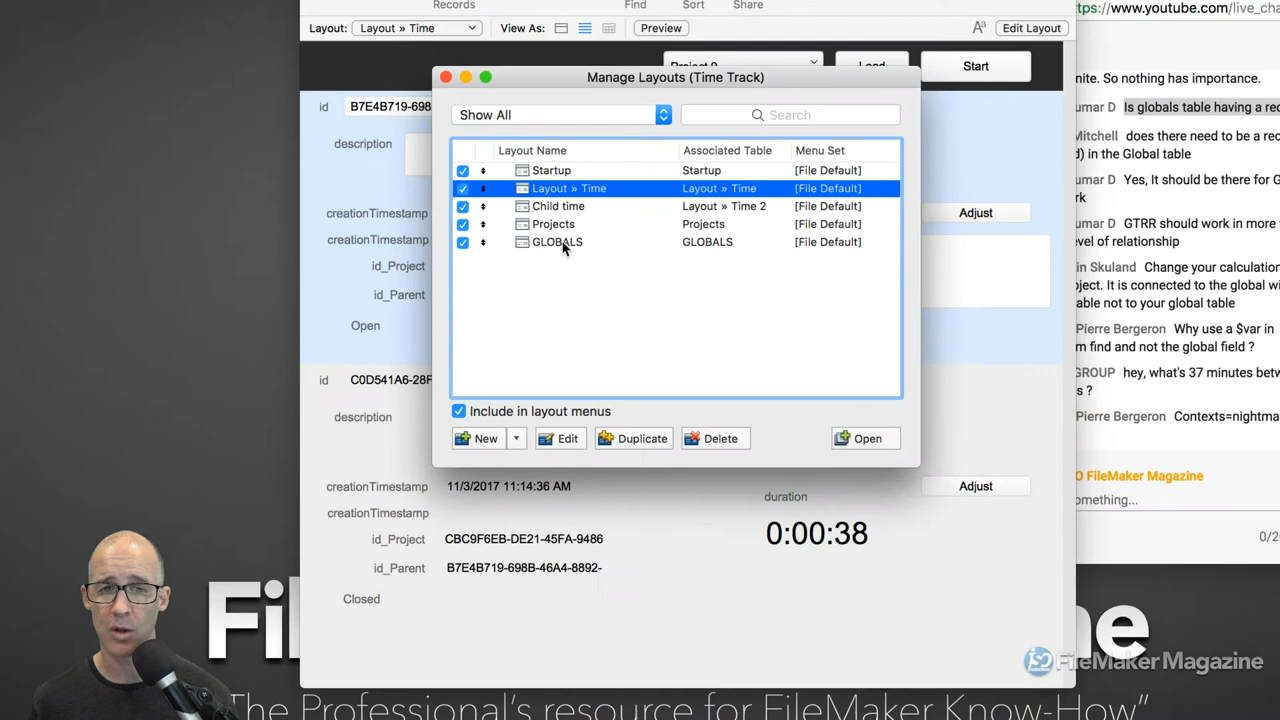 Records Find Sort Share
ttps://www.youtube.com/live_cha
Layout: Layout » Time View As: Preview Aa Edit Layout
Project 9 Load Start
Manage Layouts (Time Track)
Show All
Search
Layout Name Associated Table Menu Set
Startup Startup [File Default]
Layout » Time Layout » Time [File Default]
Child time Layout » Time 2 [File Default]
Projects Projects [File Default]
GLOBALS GLOBALS [File Default]
Include in layout menus
New Edit Duplicate Delete Open
id B7E4B719-698
description
creationTimestamp
creationTimestamp
id_Project
id_Parent
Open
Adjust
id C0D541A6-28F
description
creationTimestamp 11/3/2017 11:14:36 AM
creationTimestamp
id_Project CBC9F6EB-DE21-45FA-9486
id_Parent B7E4B719-698B-46A4-8892-
Closed
duration
0:00:38
Adjust
nite. So nothing has importance.
umar D Is globals table having a rec
Mitchell does there need to be a rec
d) in the Global table
umar D Yes, It should be there for G
rk
umar D GTRR should work in more
vel of relationship
in Skuland Change your calculation
oject. It is connected to the global wi
able not to your global table
Pierre Bergeron Why use a $var in
m find and not the global field ?
GROUP hey, what's 37 minutes betw
s ?
Pierre Bergeron Contexts=nightma
O FileMaker Magazine
omething...
0/20
Fil ne
FileMaker Magazine
The Professional's resource for FileMaker Know-How"